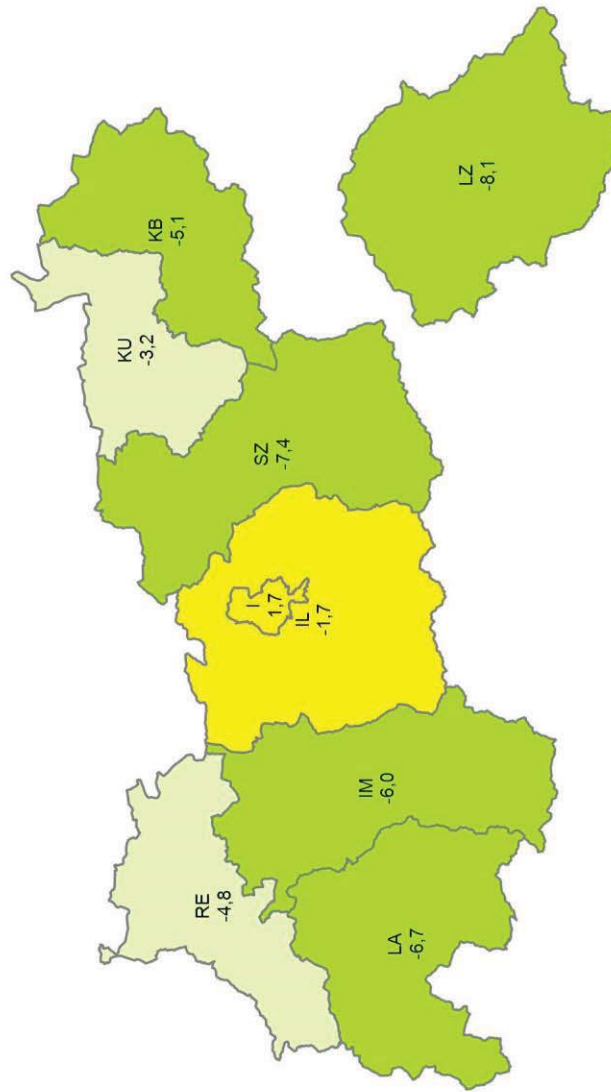 KB
-5,1
KU
-3,2
LZ
-8,1
SZ
-7,4
I
1,7
IL
-1,7
IM
-6,0
RE
-4,8
LA
-6,7